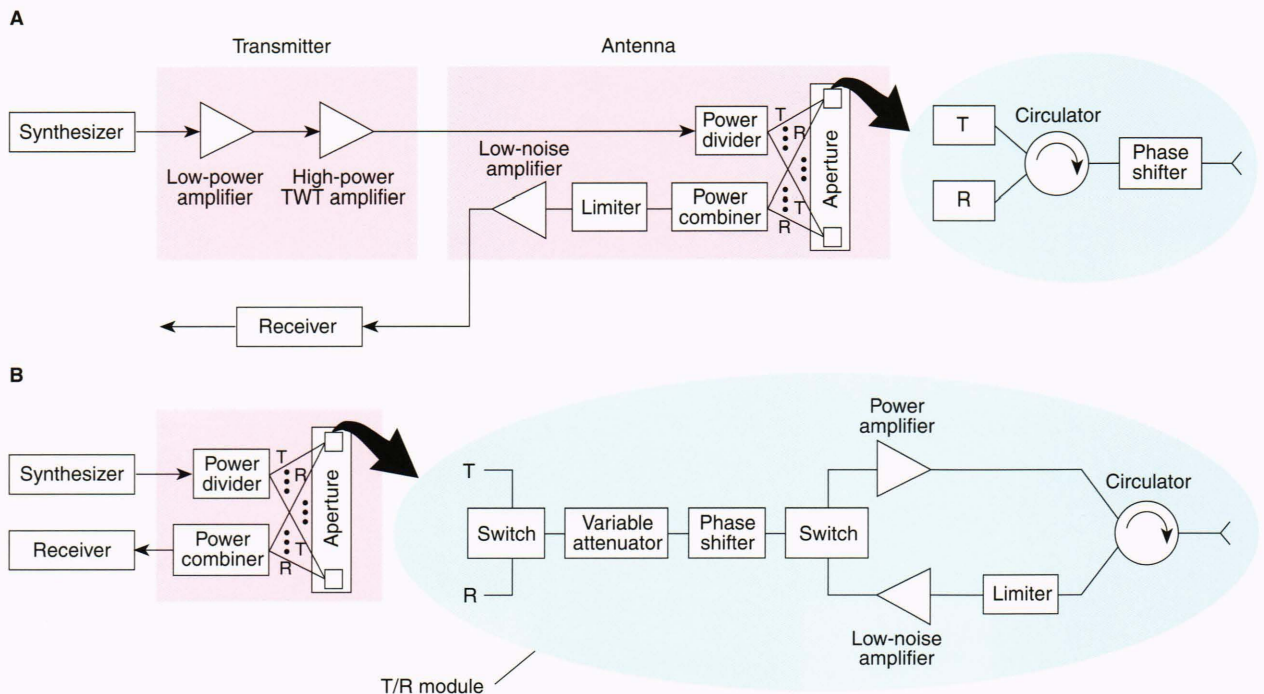 A
Transmitter
Antenna
Synthesizer
Low-power
amplifier
High-power
TWT amplifier
Low-noise
amplifier
Limiter
Power
divider
Power
combiner
T
R
T
R
Aperture
T
R
Circulator
Phase
shifter
Receiver
B
Synthesizer
Receiver
Power
divider
Power
combiner
T
R
T
R
Aperture
T
R
Switch
Variable
attenuator
Phase
shifter
Switch
Power
amplifier
Low-noise
amplifier
Limiter
Circulator
T/R module